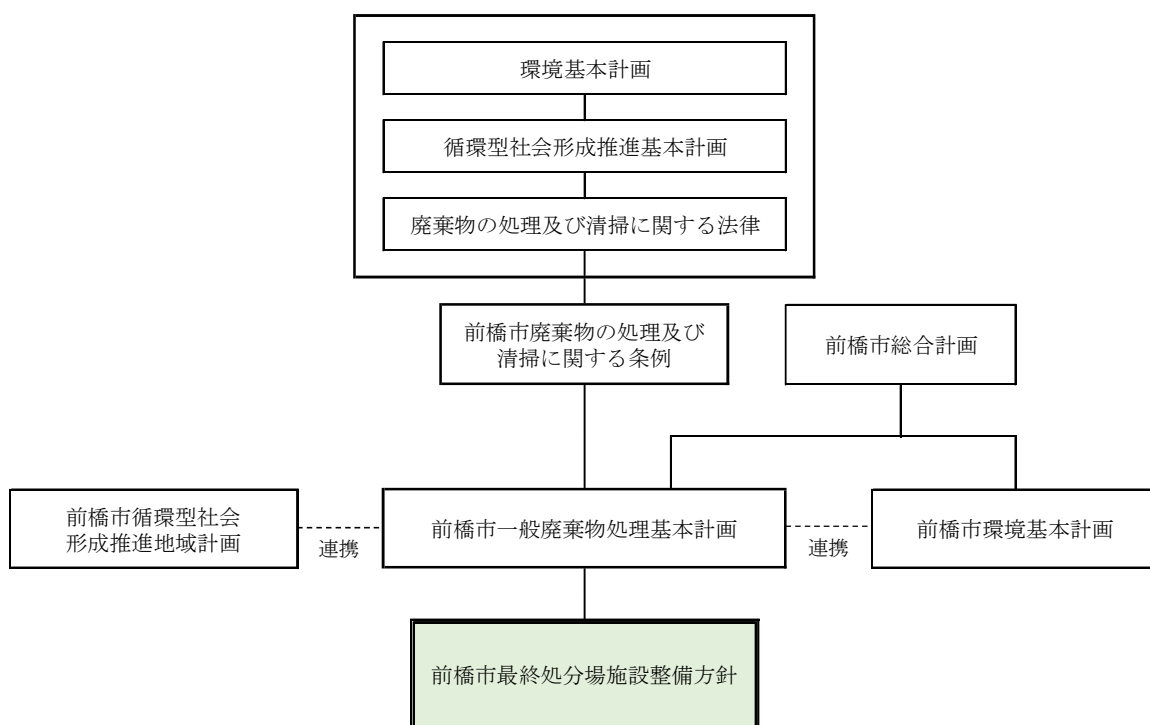 環境基本計画
循環型社会形成推進基本計画
廃棄物の処理及び清掃に関する法律
前橋市廃棄物の処理及び
清掃に関する条例
前橋市総合計画
前橋市循環型社会
形成推進地域計画
連携
前橋市一般廃棄物処理基本計画
連携
前橋市環境基本計画
前橋市最終処分場施設整備方針